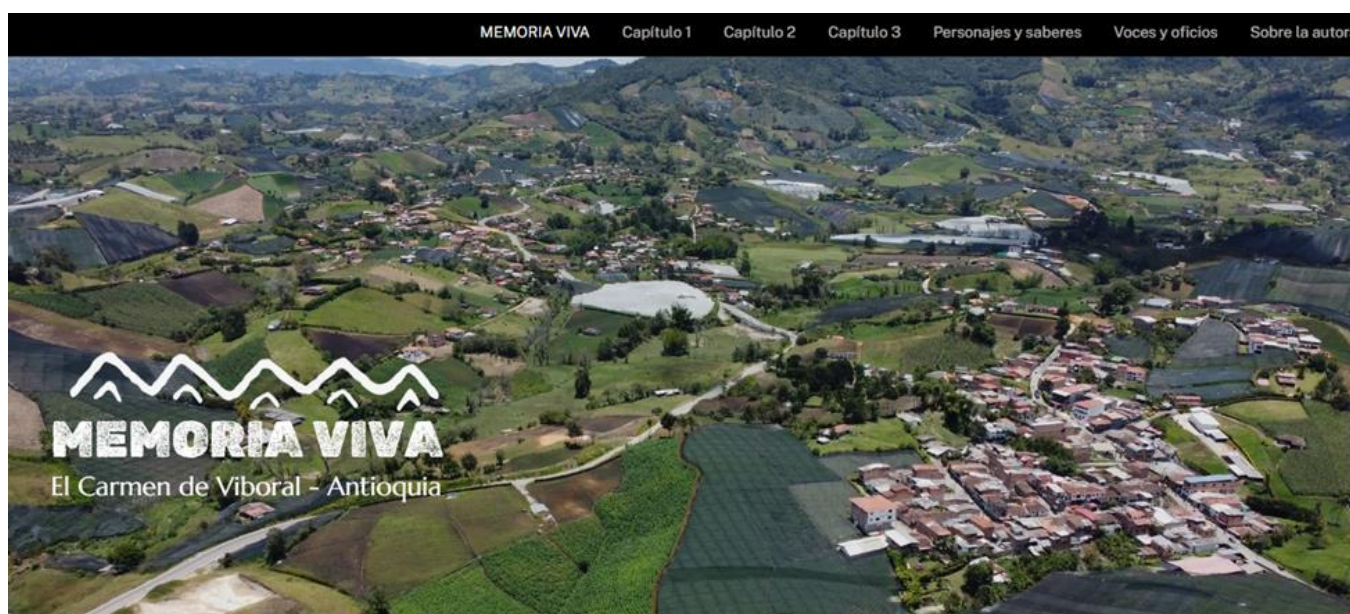 MEMORIA VIVA Capítulo 1 Capítulo 2 Capítulo 3 Personajes y saberes Voces y oficios Sobre la autor
MEMORIA VIVA
El Carmen de Viboral - Antioquia